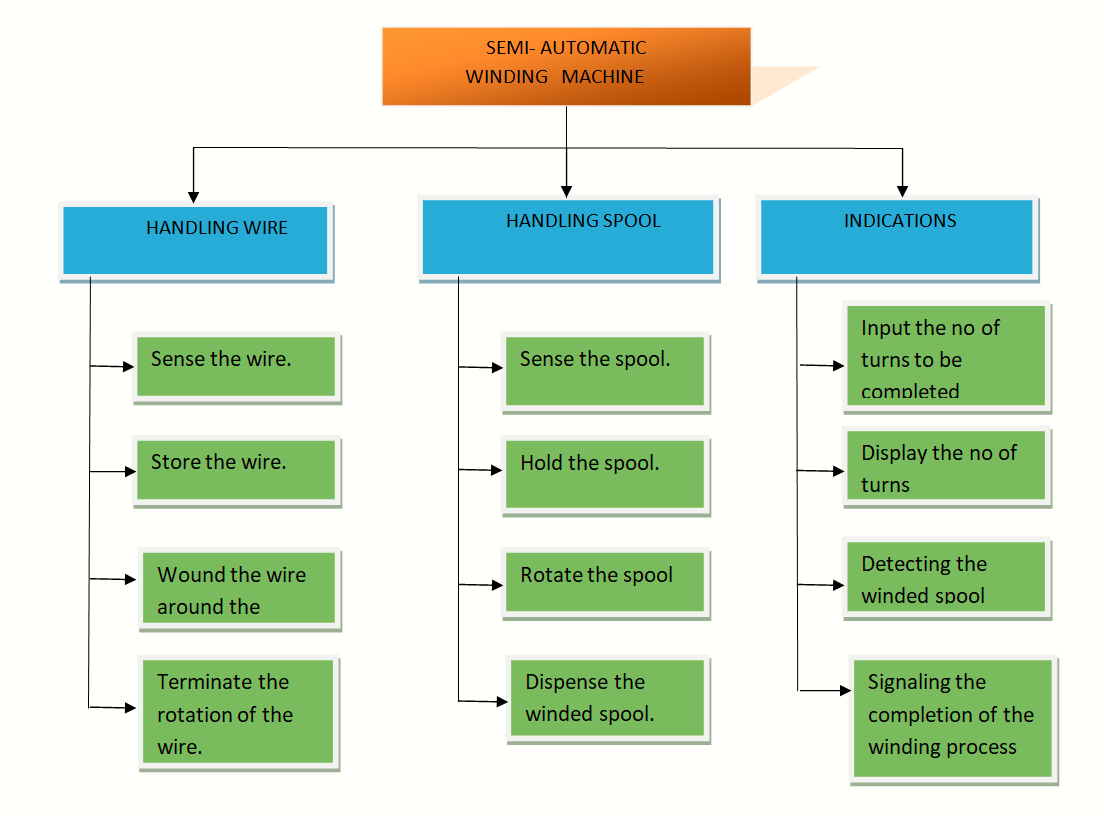 SEMI- AUTOMATIC
WINDING MACHINE
HANDLING WIRE
Sense the wire.
Store the wire.
Wound the wire
around the
Terminate the
rotation of the
wire.
HANDLING SPOOL
Sense the spool.
Hold the spool.
Rotate the spool
Dispense the
winded spool.
INDICATIONS
Input the no of
turns to be
completed
Display the no of
turns
Detecting the
winded spool
Signaling the
completion of the
winding process